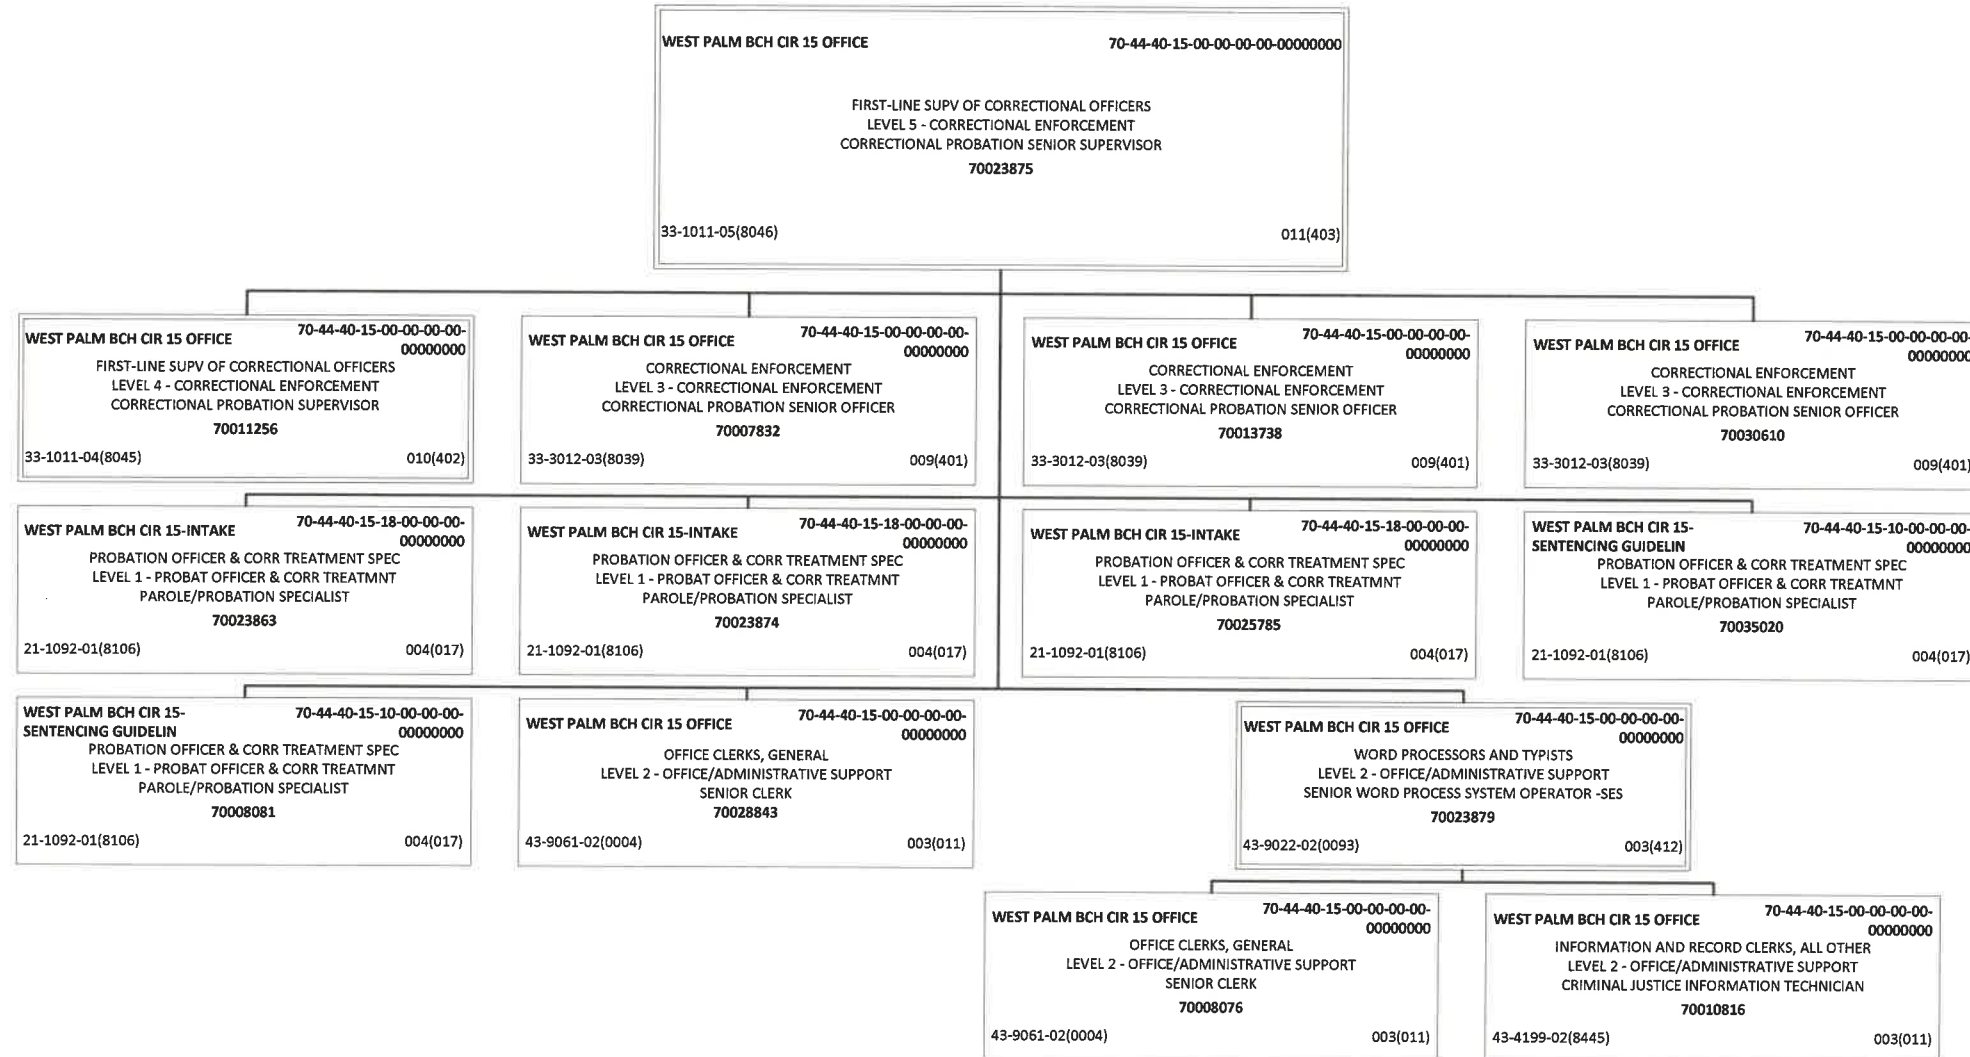 WEST PALM BCH CIR 15 OFFICE
70-44-40-15-00-00-00-00-00000000
FIRST-LINE SUPV OF CORRECTIONAL OFFICERS
LEVEL 5 - CORRECTIONAL ENFORCEMENT
CORRECTIONAL PROBATION SENIOR SUPERVISOR
70023875
33-1011-05(8046)
011(403)
WEST PALM BCH CIR 15 OFFICE
70-44-40-15-00-00-00-00-
00000000
FIRST-LINE SUPV OF CORRECTIONAL OFFICERS
LEVEL 4 - CORRECTIONAL ENFORCEMENT
CORRECTIONAL PROBATION SUPERVISOR
70011256
33-1011-04(8045)
010(402)
WEST PALM BCH CIR 15 OFFICE
70-44-40-15-00-00-00-00-
00000000
CORRECTIONAL ENFORCEMENT
LEVEL 3 - CORRECTIONAL ENFORCEMENT
CORRECTIONAL PROBATION SENIOR OFFICER
70007832
33-3012-03(8039)
009(401)
WEST PALM BCH CIR 15 OFFICE
70-44-40-15-00-00-00-00-
00000000
CORRECTIONAL ENFORCEMENT
LEVEL 3 - CORRECTIONAL ENFORCEMENT
CORRECTIONAL PROBATION SENIOR OFFICER
70013738
33-3012-03(8039)
009(401)
WEST PALM BCH CIR 15 OFFICE
70-44-40-15-00-00-00-00-
00000000
CORRECTIONAL ENFORCEMENT
LEVEL 3 - CORRECTIONAL ENFORCEMENT
CORRECTIONAL PROBATION SENIOR OFFICER
70030610
33-3012-03(8039)
009(401)
WEST PALM BCH CIR 15-INTAKE
70-44-40-15-18-00-00-00-
00000000
PROBATION OFFICER & CORR TREATMENT SPEC
LEVEL 1 - PROBAT OFFICER & CORR TREATMNT
PAROLE/PROBATION SPECIALIST
70023863
21-1092-01(8106)
004(017)
WEST PALM BCH CIR 15-INTAKE
70-44-40-15-18-00-00-00-
00000000
PROBATION OFFICER & CORR TREATMENT SPEC
LEVEL 1 - PROBAT OFFICER & CORR TREATMNT
PAROLE/PROBATION SPECIALIST
70023874
21-1092-01(8106)
004(017)
WEST PALM BCH CIR 15-INTAKE
70-44-40-15-18-00-00-00-
00000000
PROBATION OFFICER & CORR TREATMENT SPEC
LEVEL 1 - PROBAT OFFICER & CORR TREATMNT
PAROLE/PROBATION SPECIALIST
70025785
21-1092-01(8106)
004(017)
WEST PALM BCH CIR 15-
SENTENCING GUIDELIN
70-44-40-15-10-00-00-00-
00000000
PROBATION OFFICER & CORR TREATMENT SPEC
LEVEL 1 - PROBAT OFFICER & CORR TREATMNT
PAROLE/PROBATION SPECIALIST
70035020
21-1092-01(8106)
004(017)
WEST PALM BCH CIR 15-
SENTENCING GUIDELIN
70-44-40-15-10-00-00-00-
00000000
PROBATION OFFICER & CORR TREATMENT SPEC
LEVEL 1 - PROBAT OFFICER & CORR TREATMNT
PAROLE/PROBATION SPECIALIST
70008081
21-1092-01(8106)
004(017)
WEST PALM BCH CIR 15 OFFICE
70-44-40-15-00-00-00-00-
00000000
OFFICE CLERKS, GENERAL
LEVEL 2 - OFFICE/ADMINISTRATIVE SUPPORT
SENIOR CLERK
70028843
43-9061-02(0004)
003(011)
WEST PALM BCH CIR 15 OFFICE
70-44-40-15-00-00-00-00-
00000000
WORD PROCESSORS AND TYPISTS
LEVEL 2 - OFFICE/ADMINISTRATIVE SUPPORT
SENIOR WORD PROCESS SYSTEM OPERATOR -SES
70023879
43-9022-02(0093)
003(412)
WEST PALM BCH CIR 15 OFFICE
70-44-40-15-00-00-00-00-
00000000
OFFICE CLERKS, GENERAL
LEVEL 2 - OFFICE/ADMINISTRATIVE SUPPORT
SENIOR CLERK
70008076
43-9061-02(0004)
003(011)
WEST PALM BCH CIR 15 OFFICE
70-44-40-15-00-00-00-00-
00000000
INFORMATION AND RECORD CLERKS, ALL OTHER
LEVEL 2 - OFFICE/ADMINISTRATIVE SUPPORT
CRIMINAL JUSTICE INFORMATION TECHNICIAN
70010816
43-4199-02(8445)
003(011)